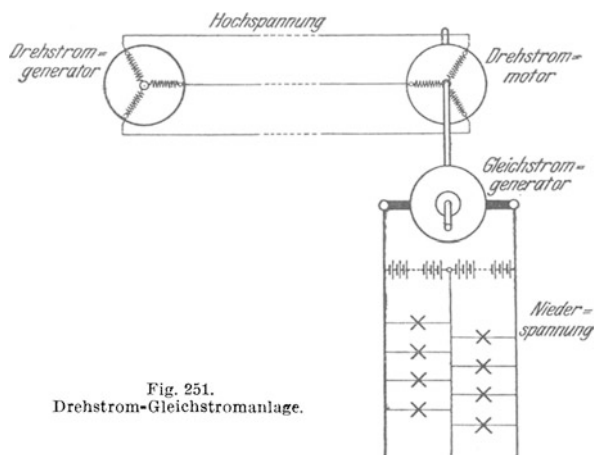 Hochspannung
Drehstrom=
generator
Drehstrom=
motor
Gleichstrom=
generator
Nieder=
spannung
Fig. 251.
Drehstrom-Gleichstromanlage.